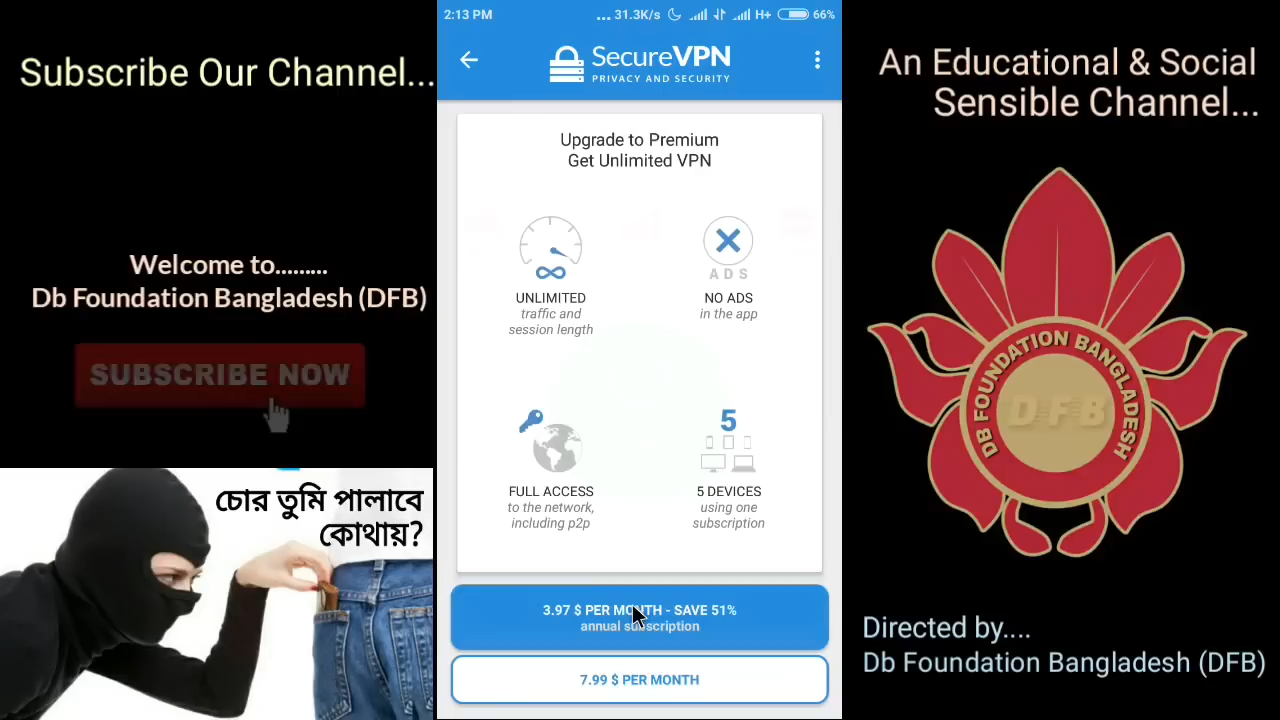 Subscribe Our Channel...
Welcome to.........
Db Foundation Bangladesh (DFB)
SUBSCRIBE NOW
চোর তুমি পালাবে
কোথায়?
2:13 PM ... 31.3K/s H+ 66%
SecureVPN
PRIVACY AND SECURITY
Upgrade to Premium
Get Unlimited VPN
UNLIMITED
traffic and
session length
ADS
NO ADS
in the app
FULL ACCESS
to the network,
including p2p
5
5 DEVICES
using one
subscription
3.97 $ PER MONTH - SAVE 51%
annual subscription
7.99 $ PER MONTH
An Educational & Social
Sensible Channel...
DB FOUNDATION BANGLADESH
DFB
Directed by....
Db Foundation Bangladesh (DFB)